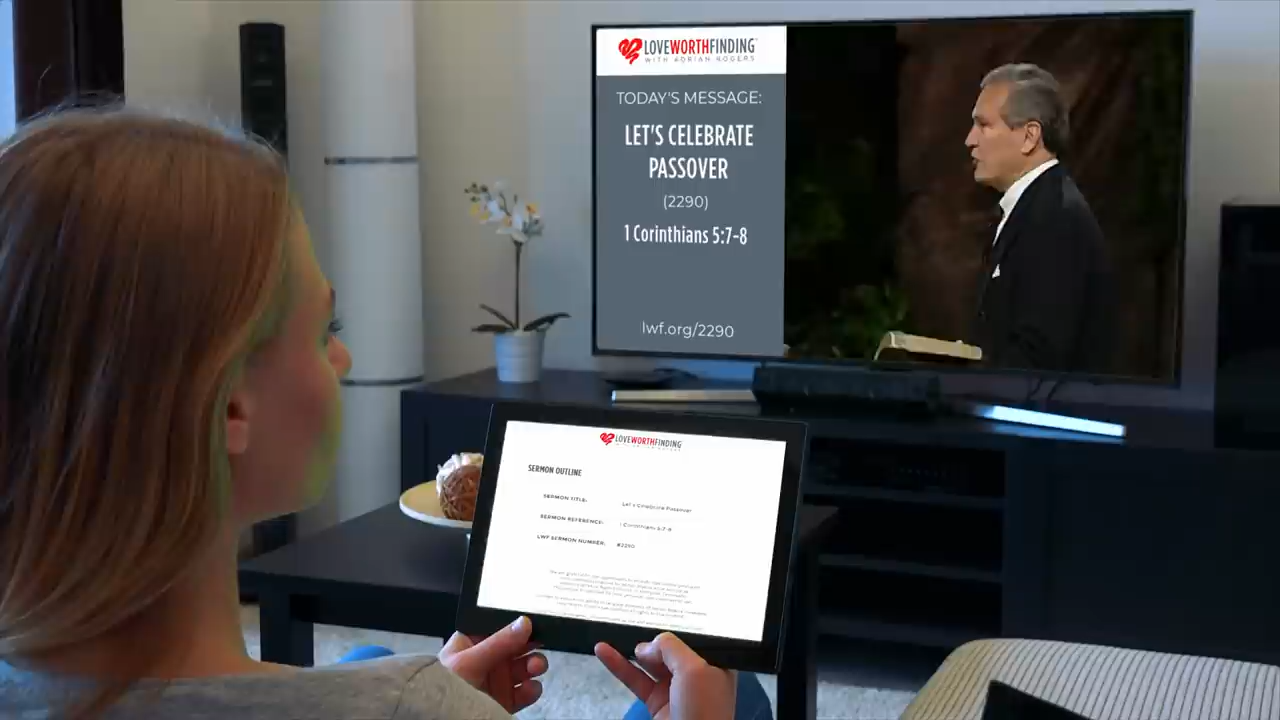 LOVEWORTHFINDING
WITH ADRIAN ROGERS
TODAY'S MESSAGE:
LET'S CELEBRATE
PASSOVER
(2290)
1 Corinthians 5:7-8
lwf.org/2290
LOVEWORTHFINDING
SERMON OUTLINE
SERMON TITLE: Let's Celebrate Passover
SERMON REFERENCE: 1 Corinthians 5:7-8
LWF SERMON NUMBER: #2290